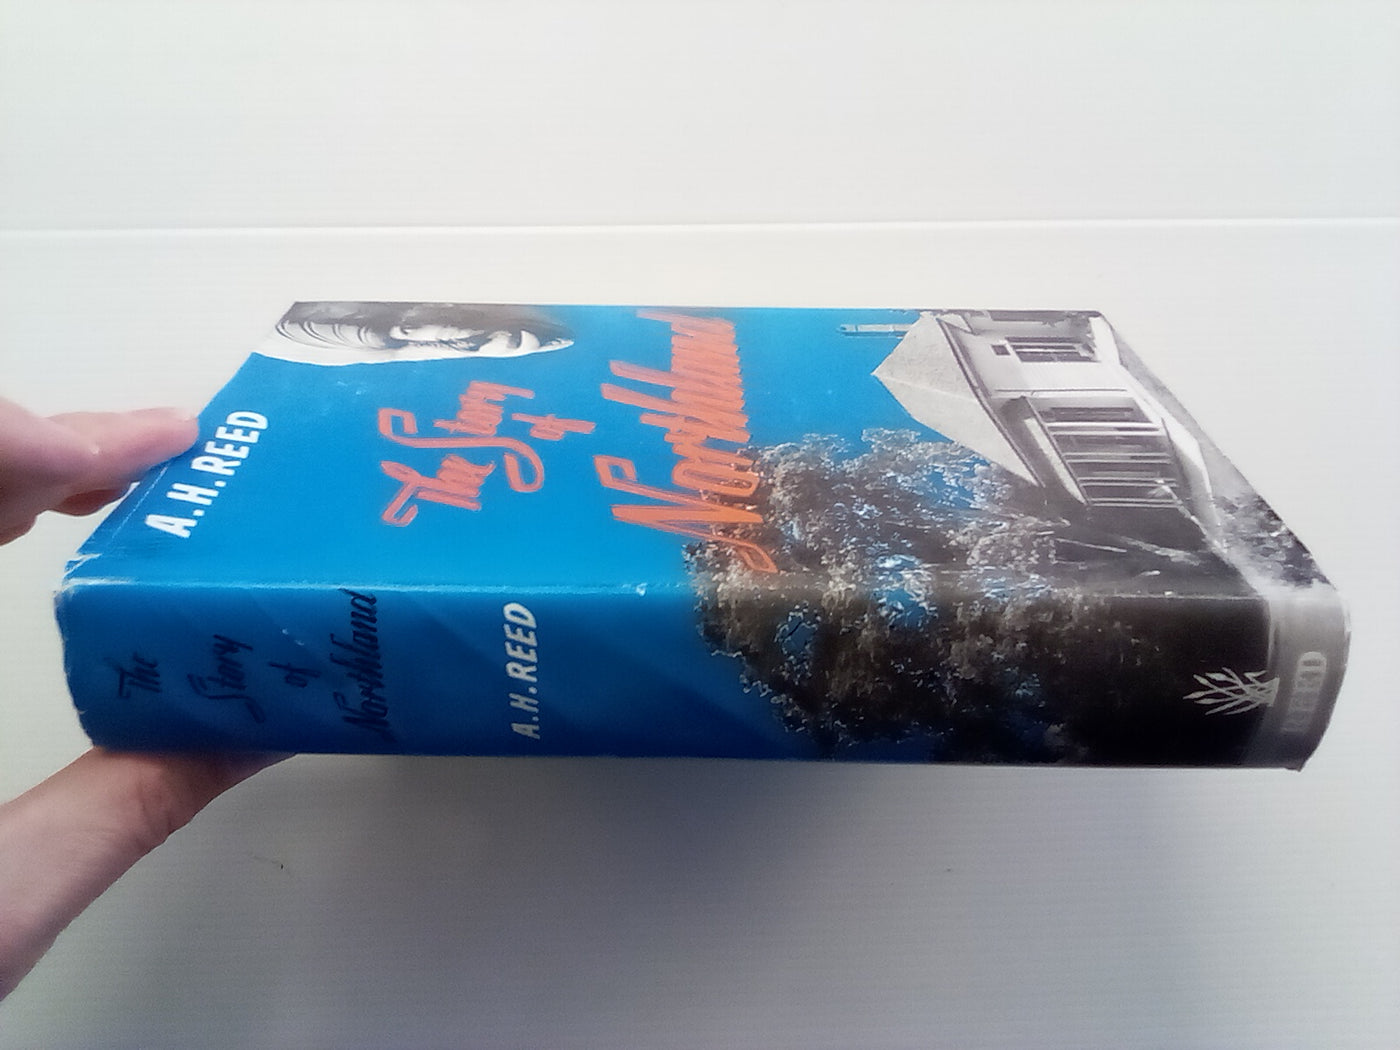 A.H.REED
The Story
of
Northland
The
Story
of
Northland
A.H.REED
REED